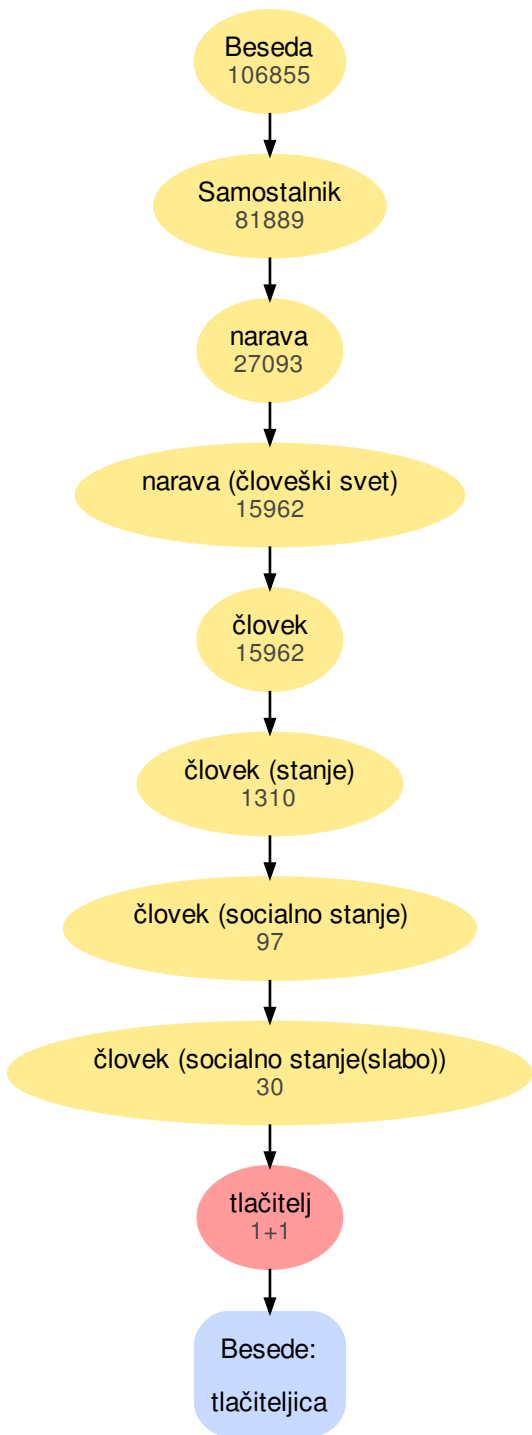 Beseda
106855
Samostalnik
81889
narava
27093
narava (človeški svet)
15962
človek
15962
človek (stanje)
1310
človek (socialno stanje)
97
človek (socialno stanje(slabo))
30
tlačitelj
1+1
Besede:
tlačiteljica